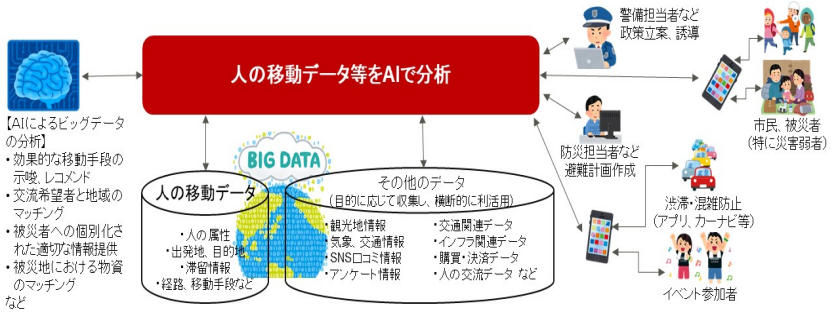 人の移動データ等をAIで分析
【AIによるビッグデータ
の分析】
・効果的な移動手段の
示唆、レコメンド
・交流希望者と地域の
マッチング
・被災者への個別化さ
れた適切な情報提供
・被災地における物資
のマッチング
など
BIG DATA
人の移動データ
・人の属性
・出発地、目的地
・滞留情報
・経路、移動手段など
その他のデータ
(目的に応じて収集し、横断的に利活用)
・観光地情報
・気象、交通情報
・SNS口コミ情報
・アンケート情報
・交通関連データ
・インフラ関連データ
・購買・決済データ
・人の交流データ など
警備担当者など
政策立案、誘導
防災担当者など
避難計画作成
市民、被災者
(特に災害弱者)
渋滞・混雑防止
(アプリ、カーナビ等)
イベント参加者